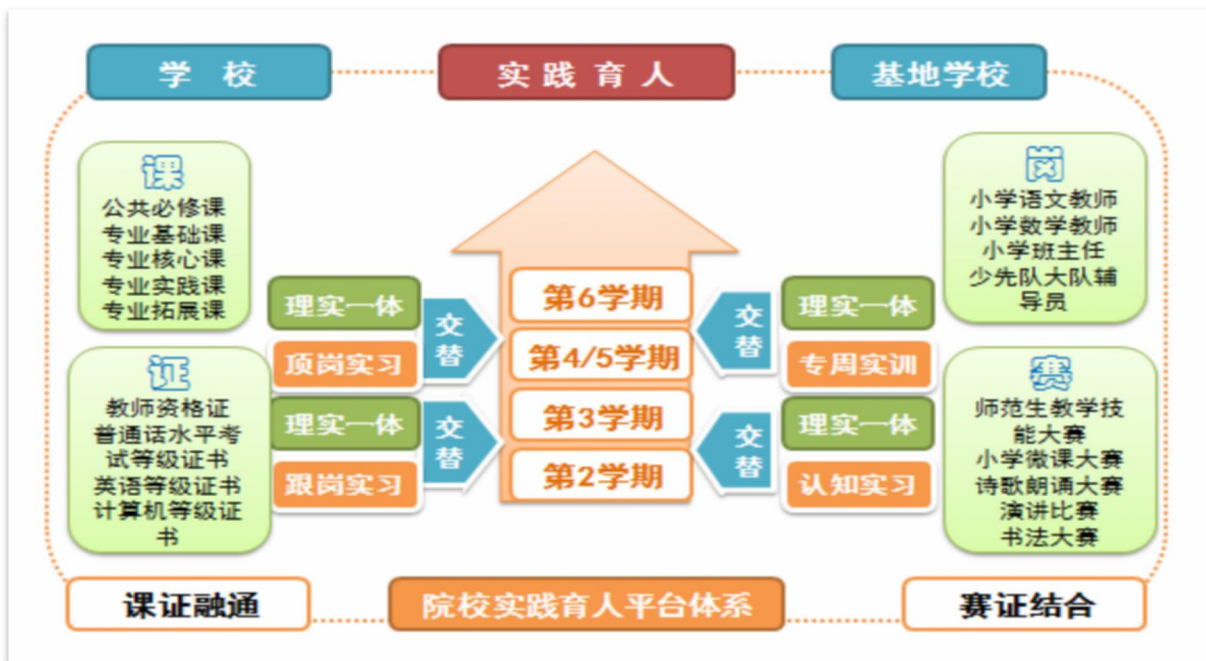 学 校
实践育人
基地学校
课
公共必修课
专业基础课
专业核心课
专业实践课
专业拓展课
证
教师资格证
普通话水平考
试等级证书
英语等级证书
计算机等级证
书
理实一体
顶岗实习
理实一体
跟岗实习
交
替
交
替
第6学期
第4/5学期
第3学期
第2学期
交
替
交
替
理实一体
专周实训
理实一体
认知实习
岗
小学语文教师
小学数学教师
小学班主任
少先队大队辅
导员
赛
师范生教学技
能大赛
小学微课大赛
诗歌朗诵大赛
演讲比赛
书法大赛
课证融通
院校实践育人平台体系
赛证结合